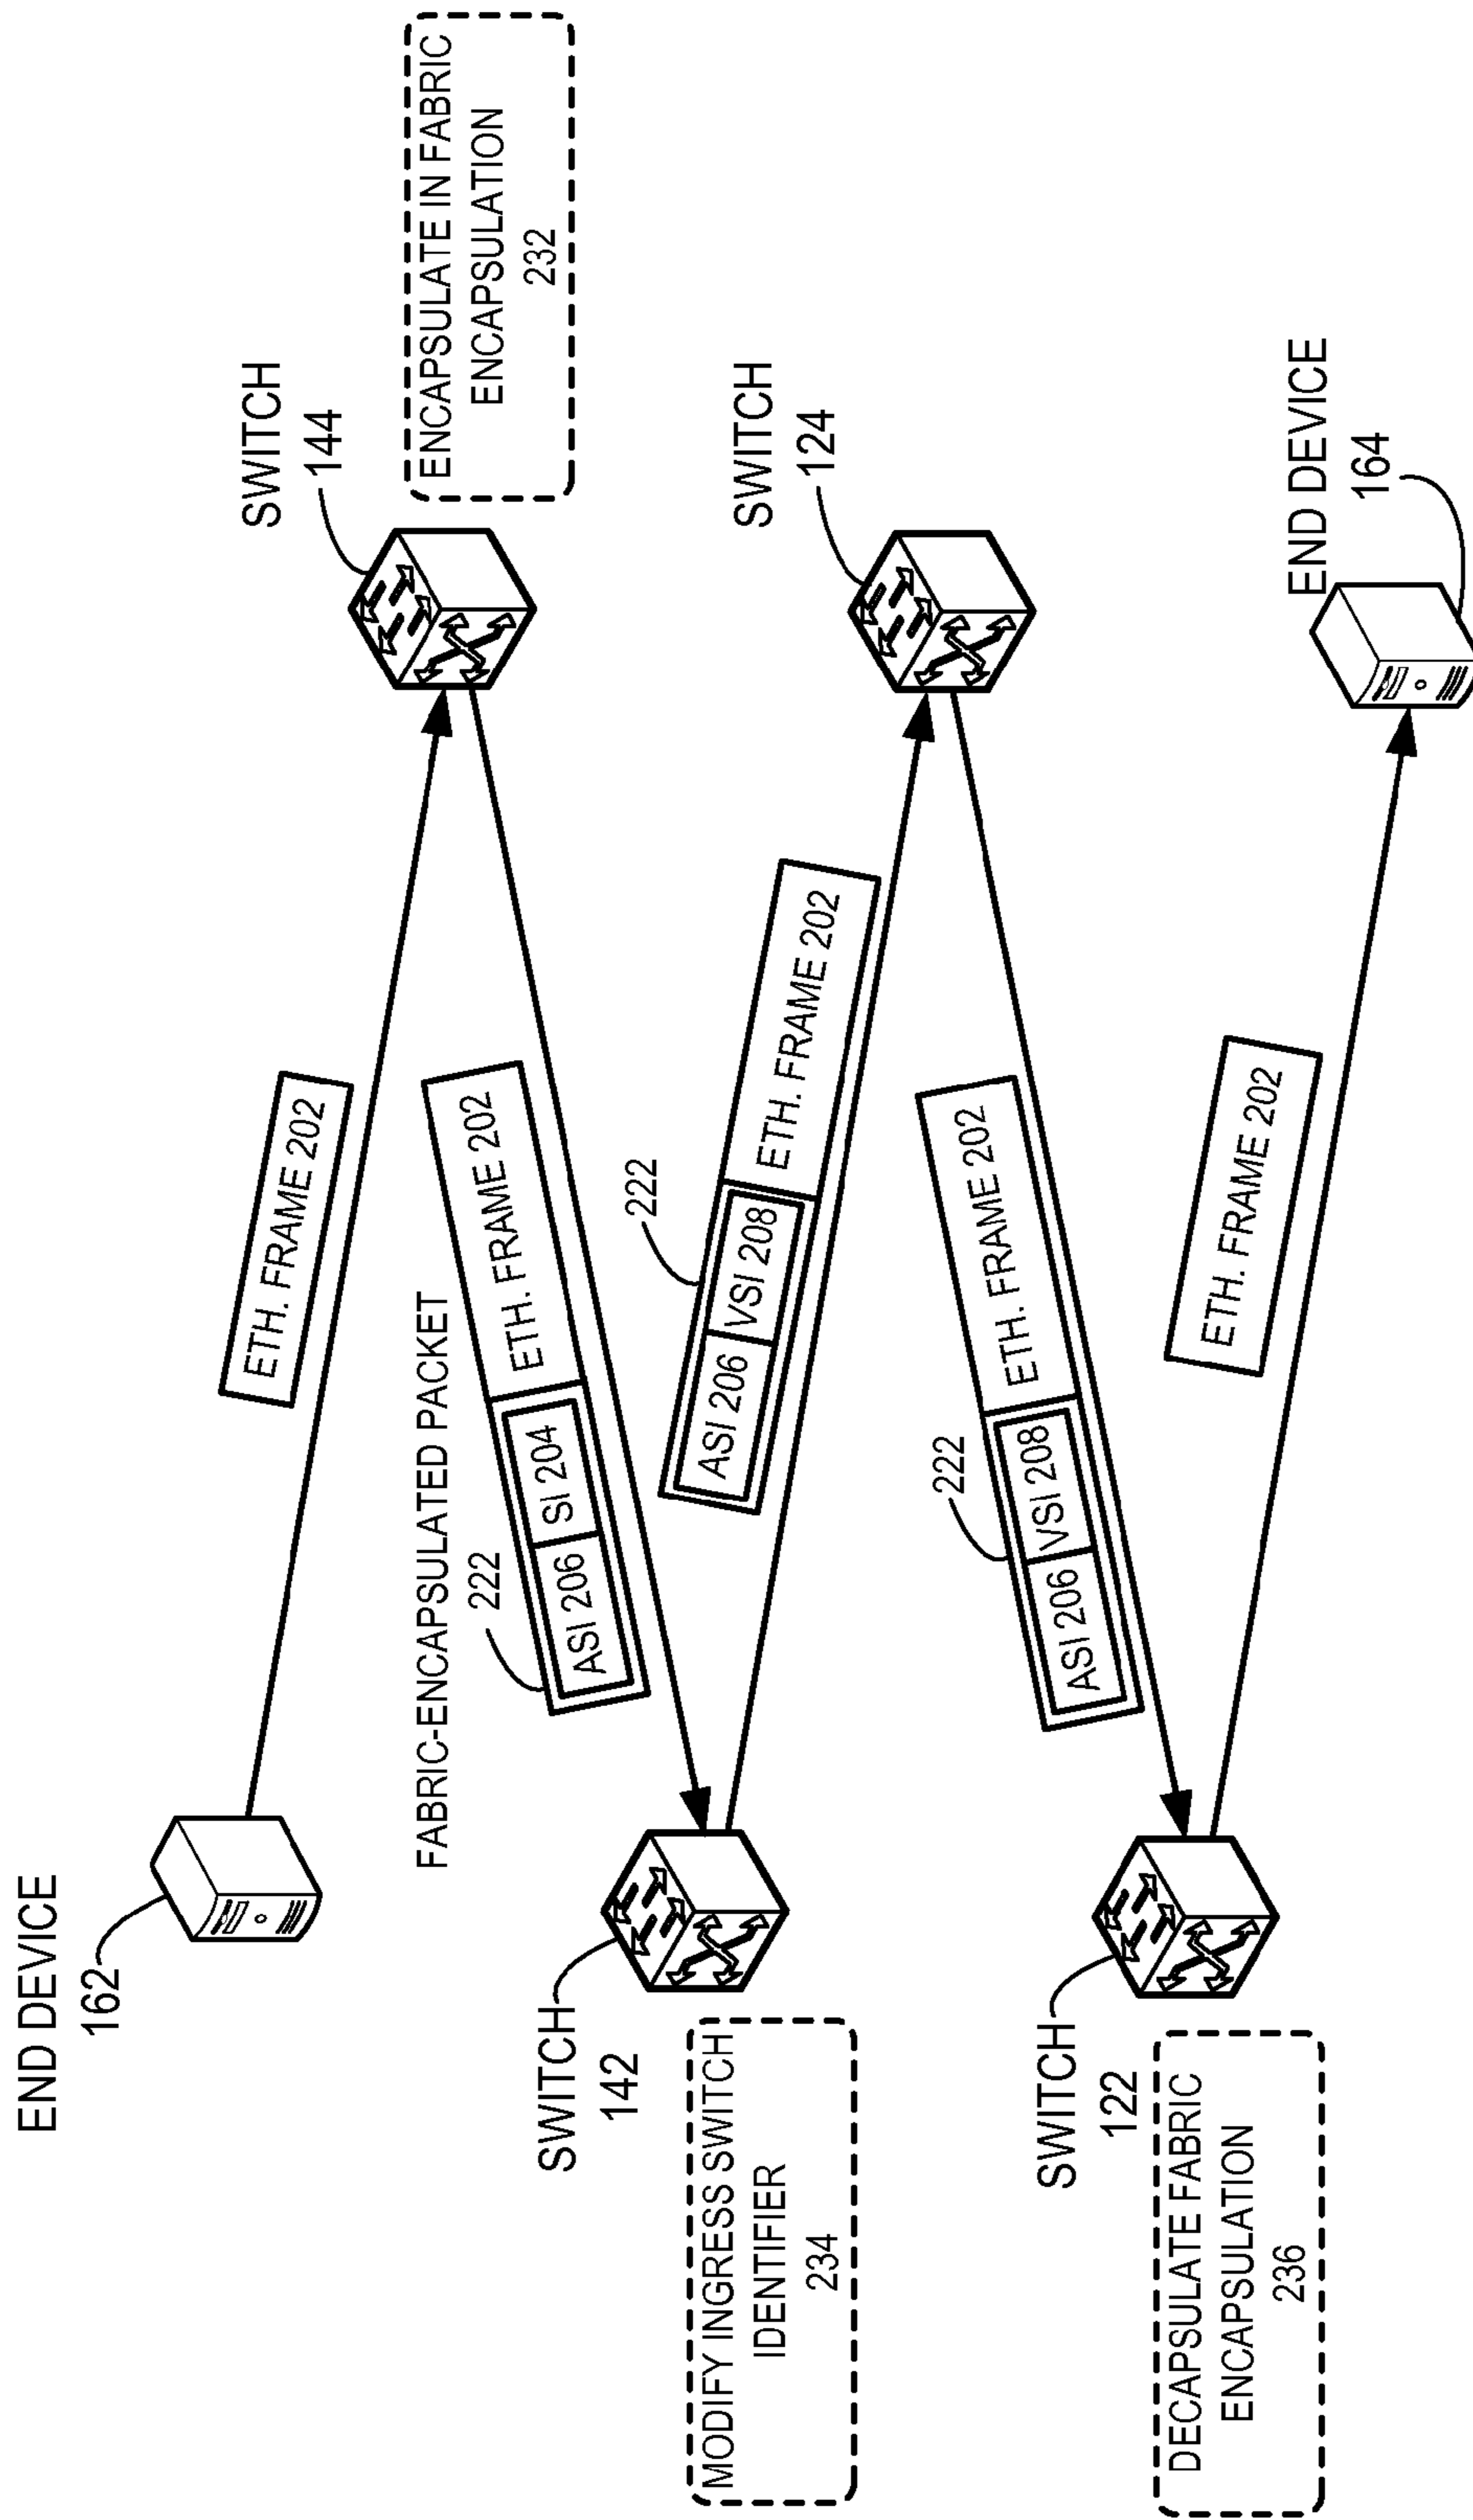 END DEVICE
162
ETH. FRAME 202
SWITCH
144
ENCAPSULATE IN FABRIC
ENCAPSULATION
232
FABRIC-ENCAPSULATED PACKET
222
ASI 206
SI 204
ETH. FRAME 202
SWITCH
142
MODIFY INGRESS SWITCH
IDENTIFIER
234
222
ASI 206
VSI 208
ETH. FRAME 202
SWITCH
124
222
ASI 206
VSI 208
ETH. FRAME 202
SWITCH
122
DECAPSULATE FABRIC
ENCAPSULATION
236
ETH. FRAME 202
END DEVICE
164